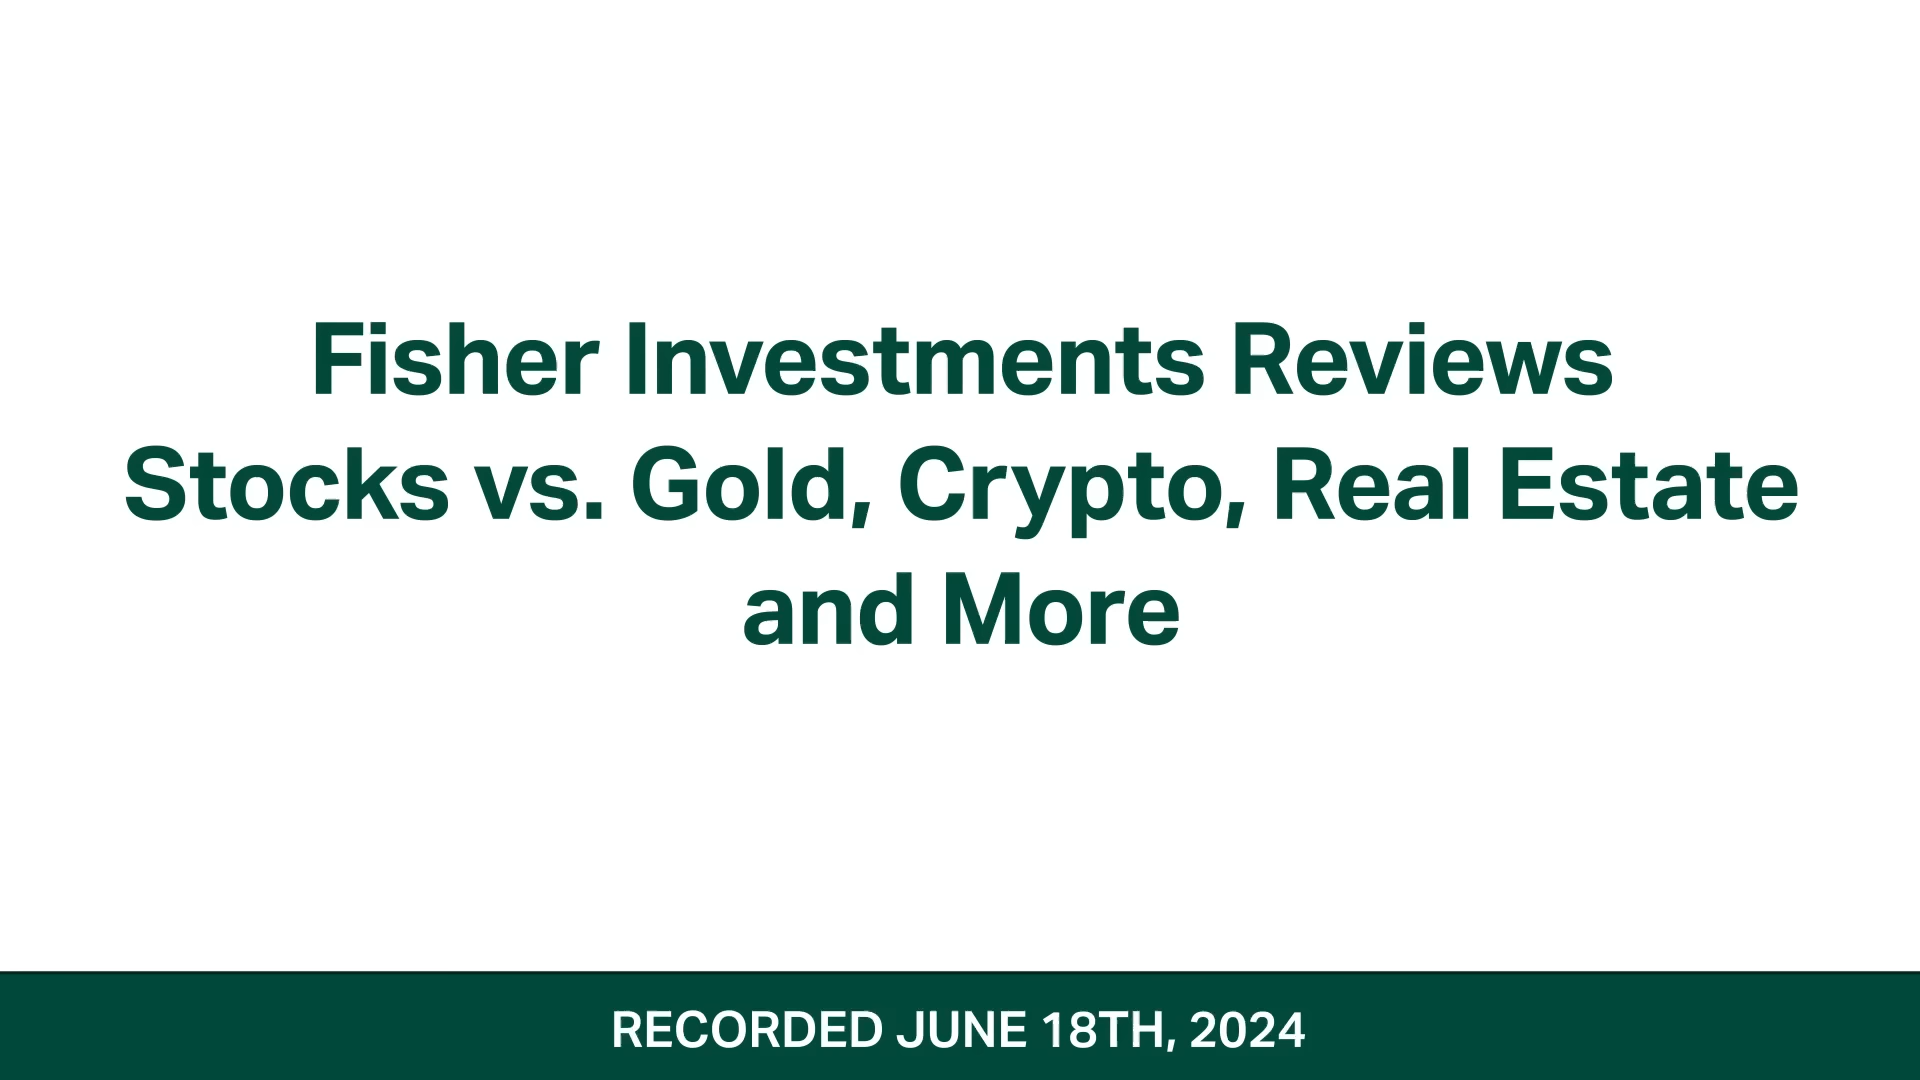 Fisher Investments Reviews
Stocks vs. Gold, Crypto, Real Estate
and More
RECORDED JUNE 18TH, 2024